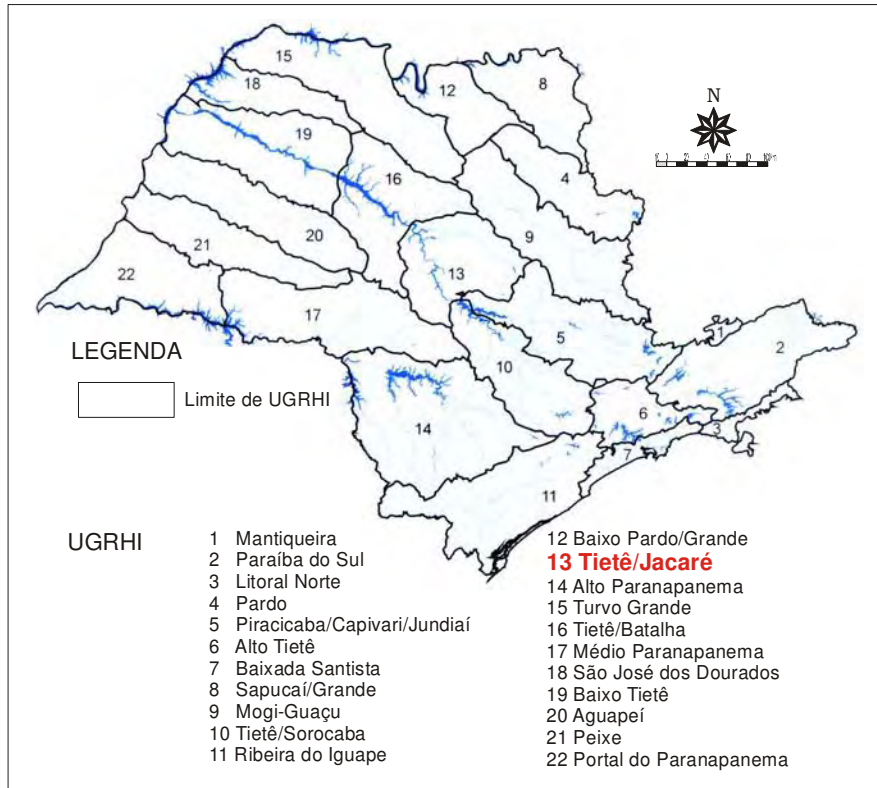 15
18
12
8
N
19
4
16
9
20
21
13
22
17
5
1
2
LEGENDA
10
Limite de UGRHI
6
3
14
7
11
UGRHI
1 Mantiqueira
2 Paraíba do Sul
3 Litoral Norte
4 Pardo
5 Piracicaba/Capivari/Jundiaí
6 Alto Tietê
7 Baixada Santista
8 Sapucaí/Grande
9 Mogi-Guaçu
10 Tietê/Sorocaba
11 Ribeira do Iguape
12 Baixo Pardo/Grande
13 Tietê/Jacaré
14 Alto Paranapanema
15 Turvo Grande
16 Tietê/Batalha
17 Médio Paranapanema
18 São José dos Dourados
19 Baixo Tietê
20 Aguapeí
21 Peixe
22 Portal do Paranapanema